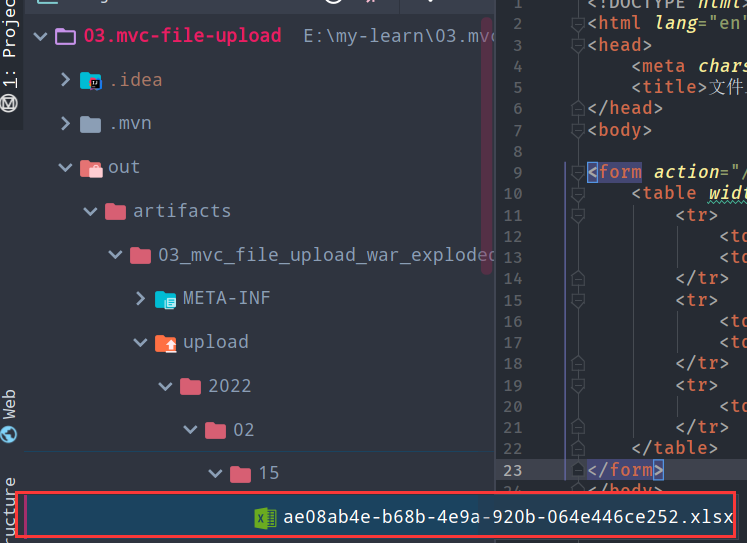 1: Project
Web
ructure
03.mvc-file-upload E:\my-learn\03.mvc
.idea
.mvn
out
artifacts
03_mvc_file_upload_war_exploded
META-INF
upload
2022
02
15
ae08ab4e-b68b-4e9a-920b-064e446ce252.xlsx
1 <!DOCTYPE html>
2 <html lang="en"
3 <head>
4 <meta chars
5 <title>文件
6 </head>
7 <body>
8
9 <form action="/
10 <table widt
11 <tr>
12 <td
13 <td
14 </tr>
15 <tr>
16 <td
17 <td
18 </tr>
19 <tr>
20 <td
21 </tr>
22 </table>
23 </form>
24 </body>